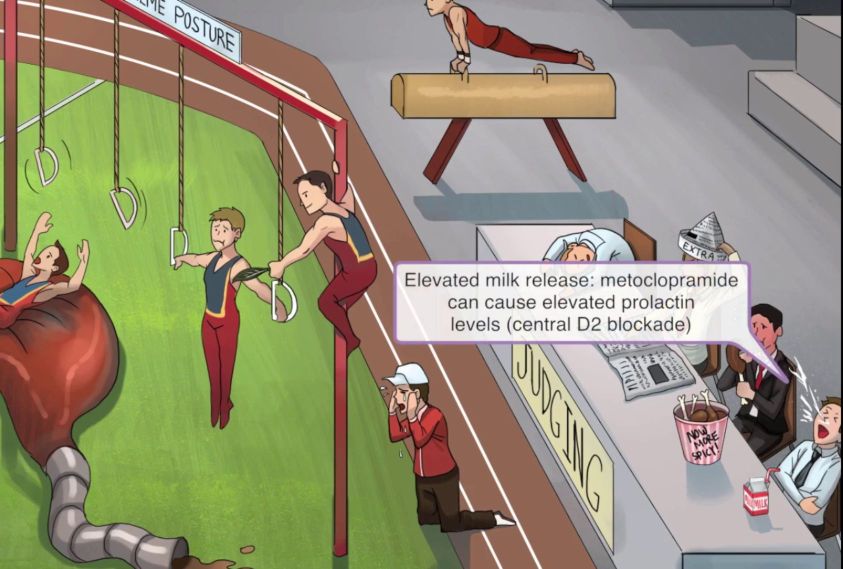 POSTURE
D
D
D
D
EXTRA
Elevated milk release: metoclopramide
can cause elevated prolactin
levels (central D2 blockade)
JUDGING
NOW
MORE
SPICY!
MILK